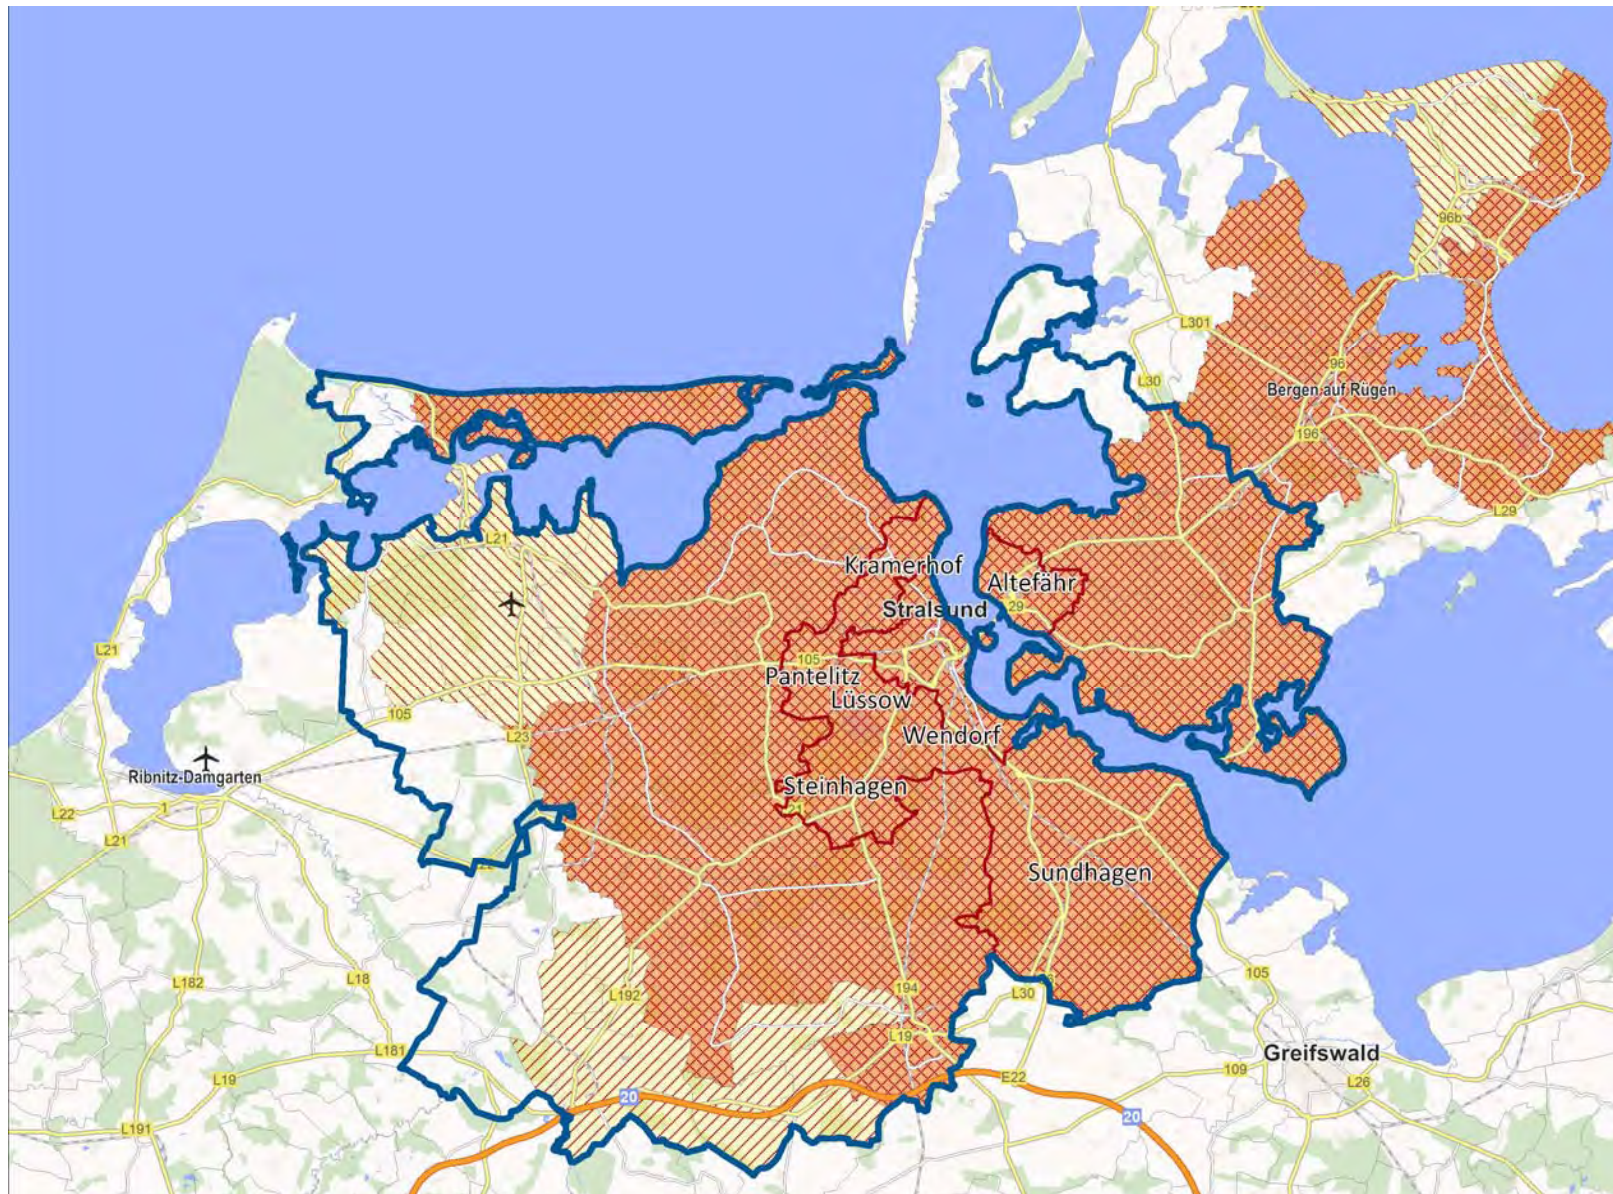 96b
L301
96
L30
Bergen auf Rügen
196
L29
L21
Kramerhof
Altefähr
29
Stralsund
L21
105
Pantelitz
Lüssow
105
L23
Wendorf
Ribnitz-Damgarten
Steinhagen
21
1
L22
L21
Sundhagen
105
L182
L18
L192
194
L30
L19
Greifswald
L181
E22
109
L19
L26
20
20
L191